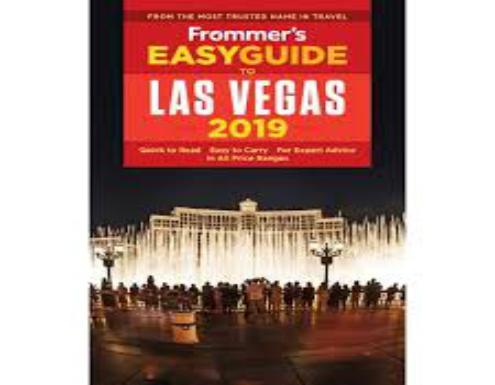 FROM THE MOST TRUSTED NAME IN TRAVEL
Frommer's
EASYGUIDE
TO
LAS VEGAS
2019
Quick to Read Easy to Carry For Expert Advice
In All Price Ranges